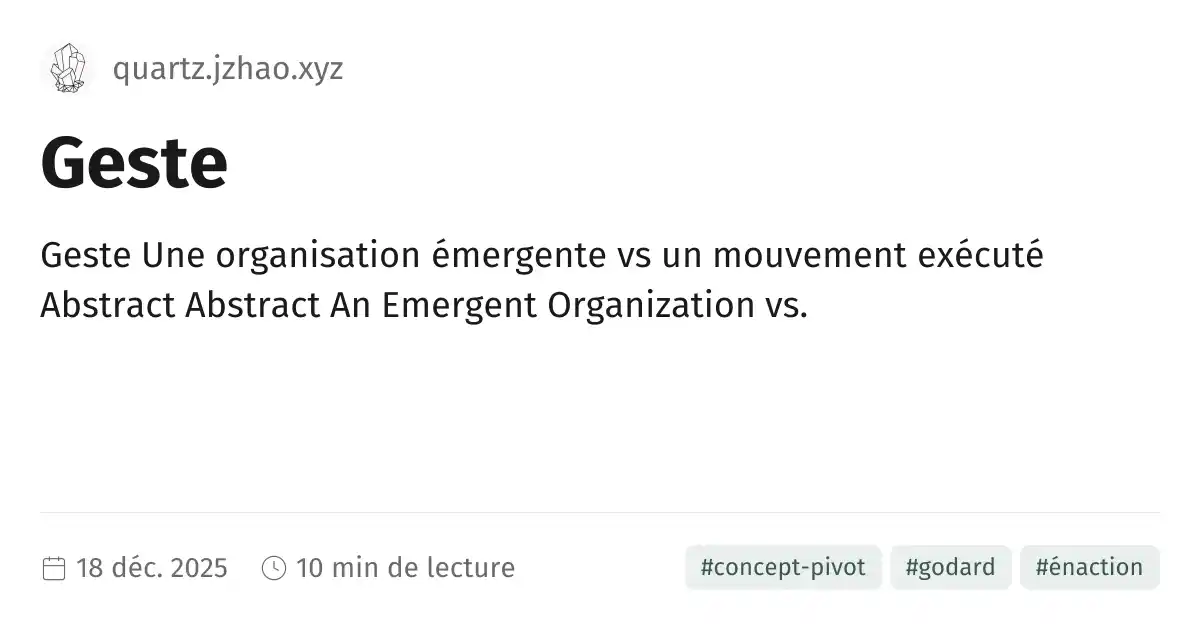 quartz.jzhao.xyz
Geste
Geste Une organisation émergente vs un mouvement exécuté
Abstract Abstract An Emergent Organization vs.
18 déc. 2025 10 min de lecture #concept-pivot #godard #énaction